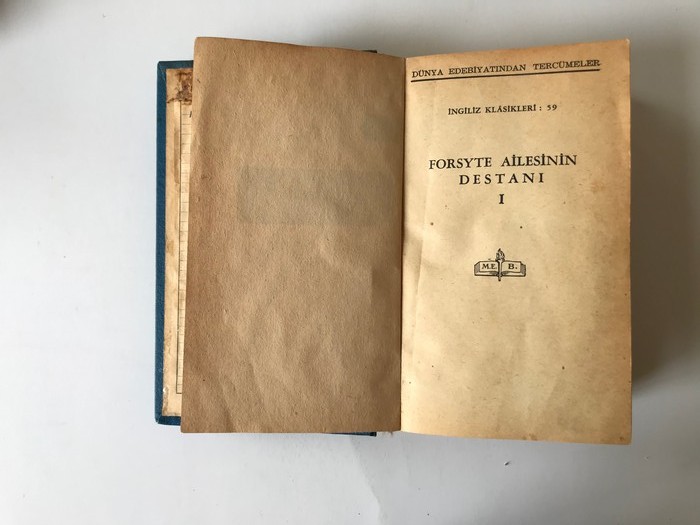 DÜNYA EDEBİYATINDAN TERCÜMELER
İNGİLİZ KLÂSİKLERİ : 59
FORSYTE AİLESİNİN
DESTANI
I
M.E. B.